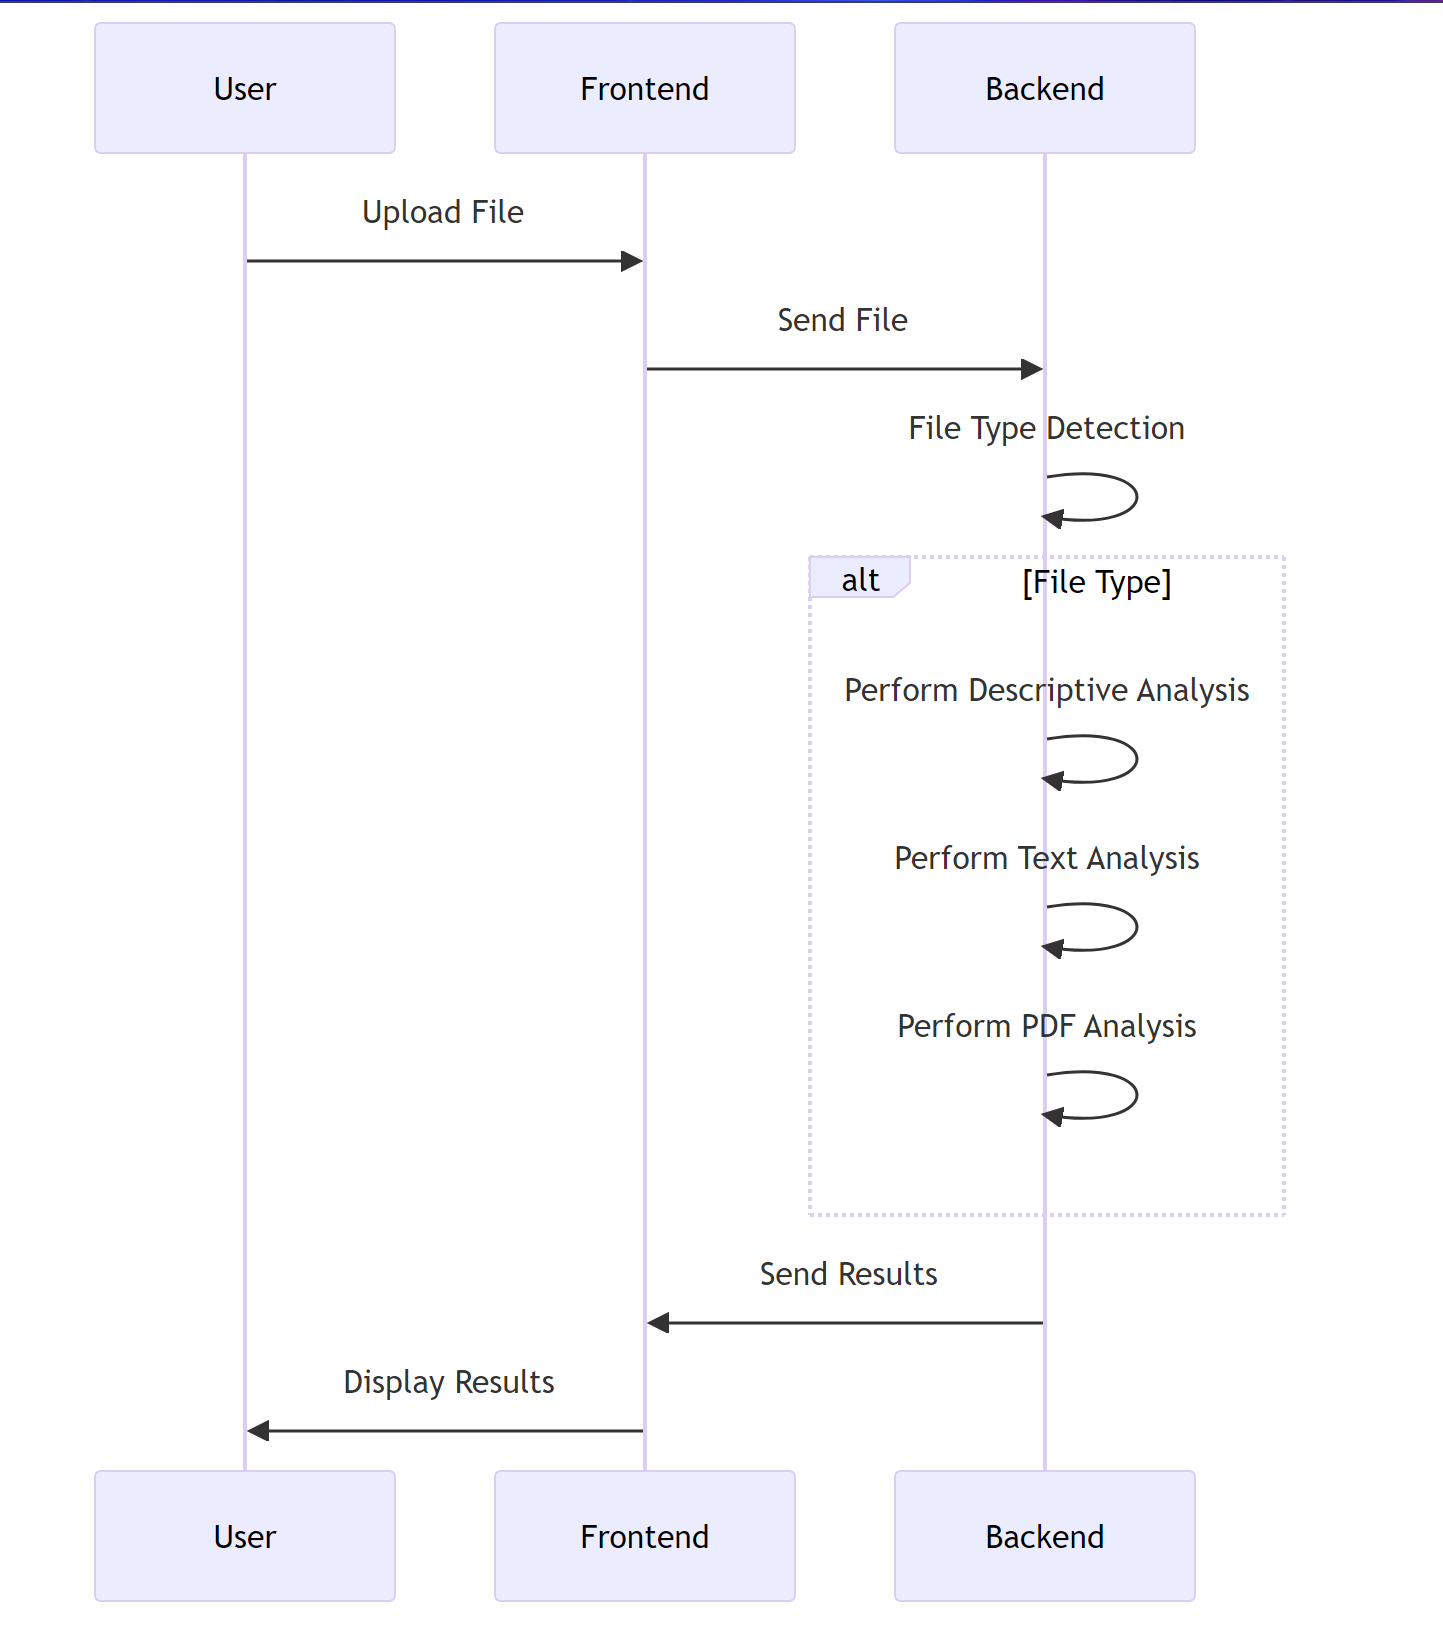 User
Frontend
Backend
Upload File
Send File
File Type Detection
alt
[File Type]
Perform Descriptive Analysis
Perform Text Analysis
Perform PDF Analysis
Send Results
Display Results
User
Frontend
Backend